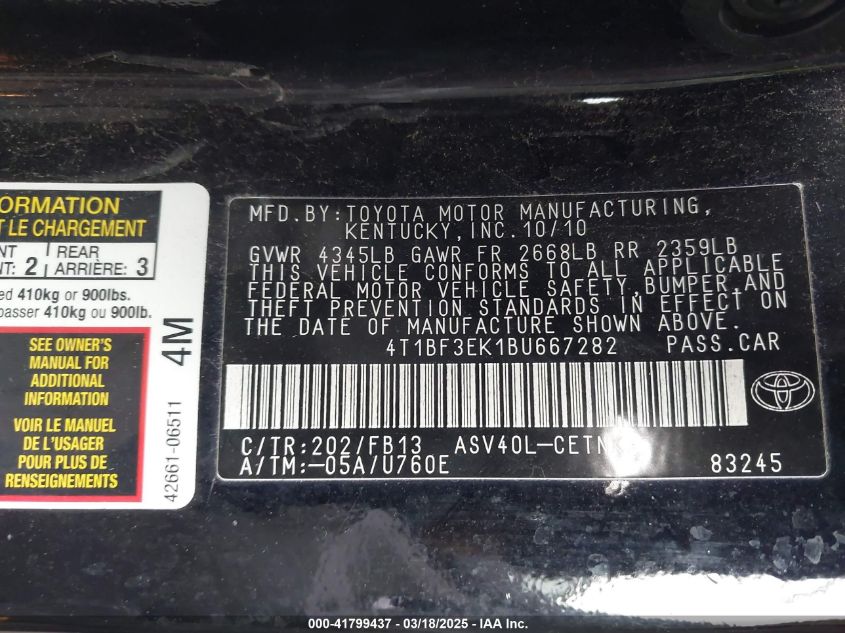 ORMATION
T LE CHARGEMENT
NT
T: 2
REAR
ARRIÈRE: 3
ed 410kg or 900lbs.
passer 410kg ou 900lb.
SEE OWNER'S
MANUAL FOR
ADDITIONAL
INFORMATION
VOIR LE MANUEL
DE L'USAGER
POUR PLUS DE
RENSEIGNEMENTS
4M
42661-06511
MFD.BY:TOYOTA MOTOR MANUFACTURING,
KENTUCKY,INC.10/10
GVWR 4345LB GAWR FR 2668LB RR 2359LB
THIS VEHICLE CONFORMS TO ALL APPLICABLE
FEDERAL MOTOR VEHICLE SAFETY,BUMPER,AND
THEFT PREVENTION STANDARDS IN EFFECT ON
THE DATE OF MANUFACTURE SHOWN ABOVE.
4T1BF3EK1BU667282 PASS.CAR
C/TR:202/FB13 ASV40L-CETN
A/TM:-05A/U760E
83245
000-41799437 - 03/18/2025 - IAA Inc.